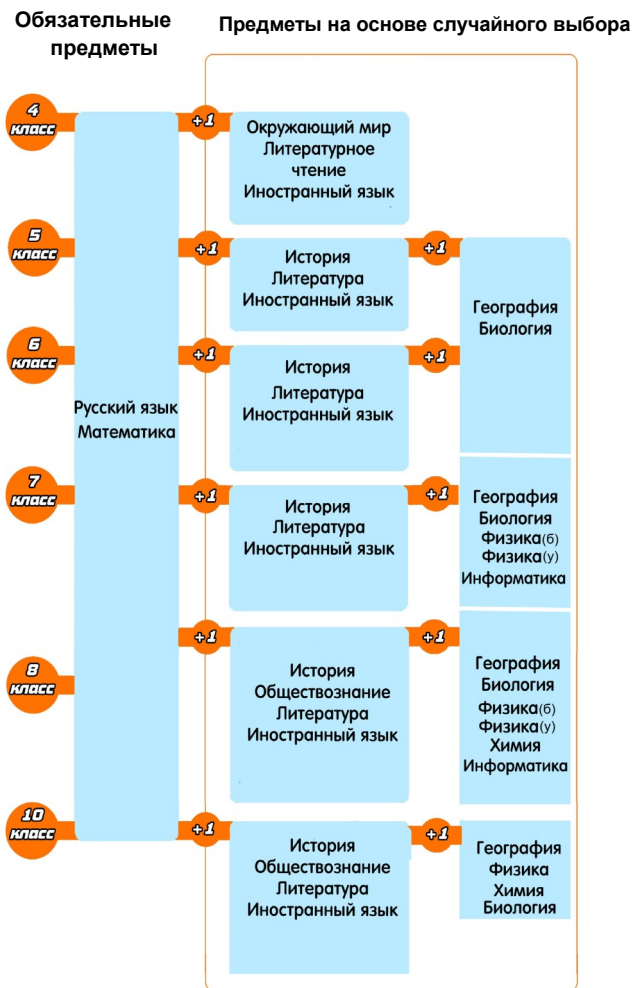 Обязательные
предметы
Предметы на основе случайного выбора
4
класс
+1
Окружающий мир
Литературное
чтение
Иностранный язык
5
класс
+1
История
Литература
Иностранный язык
+1
География
Биология
6
класс
+1
История
Литература
Иностранный язык
+1
Русский язык
Математика
7
класс
+1
История
Литература
Иностранный язык
+1
География
Биология
Физика(б)
Физика(у)
Информатика
8
класс
+1
История
Обществознание
Литература
Иностранный язык
+1
География
Биология
Физика(б)
Физика(у)
Химия
Информатика
10
класс
+1
История
Обществознание
Литература
Иностранный язык
+1
География
Физика
Химия
Биология